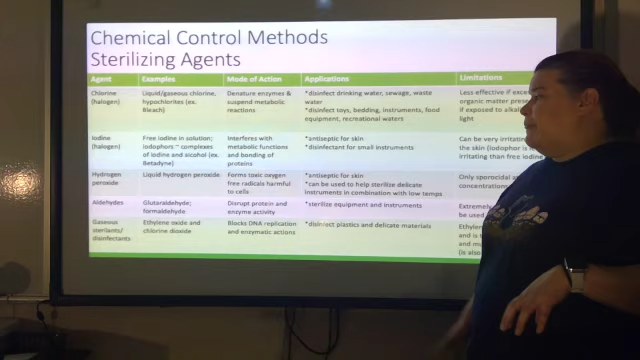 Chemical Control Methods
Sterilizing Agents
Agent Examples Mode of Action Applications Limitations
Chlorine Liquid/gaseous chlorine, Denature enzymes & *disinfect drinking water, sewage, waste Less effective if
(halogen) hypochlorites (ex. suspend metabolic water organic matter
Bleach) reactions *disinfect toys, bedding, instruments, food if exposed to
equipment, recreational waters light
Iodine Free iodine in solution; Interferes with *antiseptic for skin Can be very irritating
(halogen) iodophors ~ complexes metabolic functions *disinfectant for small instruments the skin (iodophor is
of iodine and alcohol (ex. and bonding of irritating than free
Betadyne) proteins
Hydrogen Liquid hydrogen peroxide Forms toxic oxygen *antiseptic for skin Only sporocidal
peroxide free radicals harmful *can be used to help sterilize delicate concentrations
to cells instruments in combination with low temps
Aldehydes Glutaraldehyde; Disrupt protein and *sterilize equipment and instruments
formaldehyde enzyme activity be used
Gaseous Ethylene oxide and Blocks DNA replication *disinfect plastics and delicate materials
sterilants/ chlorine dioxide and enzymatic actions and is
disinfectants and
(is also